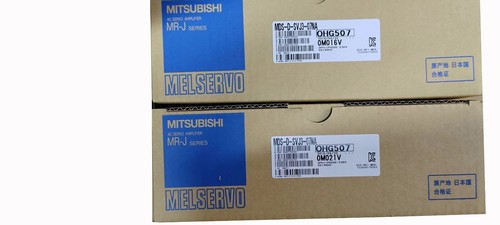 MITSUBISHI
AC SERVO AMPLIFIER
MR-J SERIES
MELSERVO
MDS-D-SVJ3-07NA
OHG507
OM016V
原产地 日本国
合格证
MITSUBISHI
AC SERVO AMPLIFIER
MR-J SERIES
MELSERVO
MDS-D-SVJ3-07NA
OHG507
OM021V
原产地 日本国
合格证